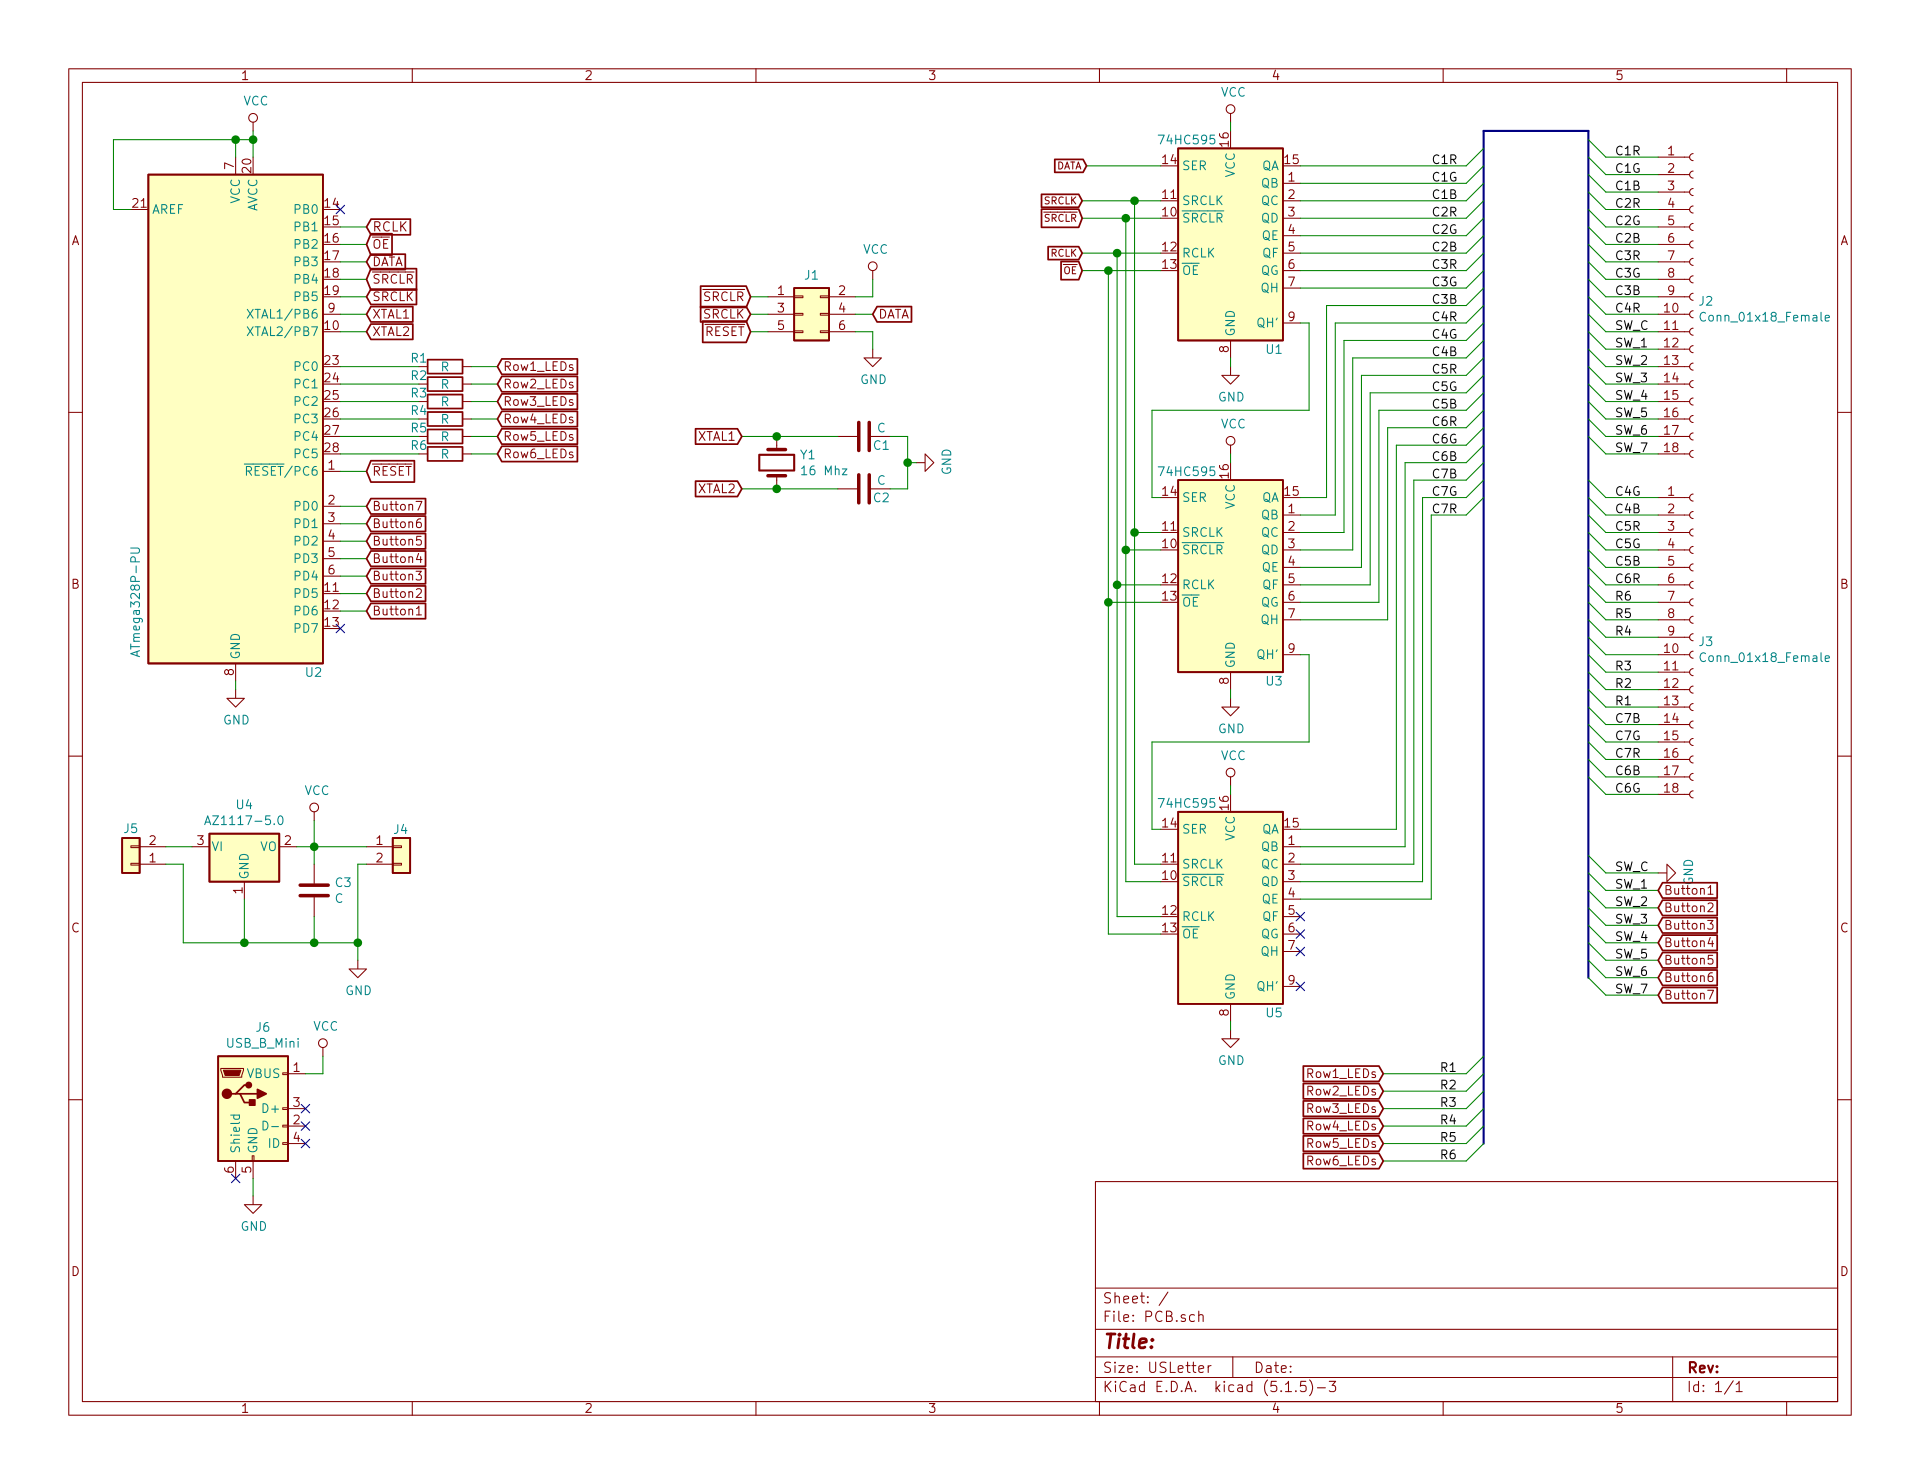 1 2 3 4 5
A
B
C
D
VCC
7 VCC
20 AVCC
21 AREF
PB0 14
PB1 15 RCLK
PB2 16 OE
PB3 17 DATA
PB4 18 SRCLR
PB5 19 SRCLK
XTAL1/PB6 9 XTAL1
XTAL2/PB7 10 XTAL2
PC0 23 R1 R Row1_LEDs
PC1 24 R2 R Row2_LEDs
PC2 25 R3 R Row3_LEDs
PC3 26 R4 R Row4_LEDs
PC4 27 R5 R Row5_LEDs
PC5 28 R6 R Row6_LEDs
RESET/PC6 1 RESET
PD0 2 Button7
PD1 3 Button6
PD2 4 Button5
PD3 5 Button4
PD4 6 Button3
PD5 11 Button2
PD6 12 Button1
PD7 13
ATmega328P-PU
GND
8
U2
GND
VCC
U4
AZ1117-5.0
J5
2
1
3 VI VO 2
GND
1
C3
C
J4
1
2
GND
J6
USB_B_Mini
VCC
VBUS 1
D+ 3
D- 2
ID 4
Shield
GND
6 5
GND
J1
VCC
SRCLR 1 2
SRCLK 3 4 DATA
RESET 5 6
GND
XTAL1
XTAL2
Y1
16 Mhz
C
C1
C
C2
GND
VCC
74HC595
16
VCC
DATA 14 SER
SRCLK 11 SRCLK
SRCLR 10 SRCLR
RCLK 12 RCLK
OE 13 OE
QA 15
QB 1
QC 2
QD 3
QE 4
QF 5
QG 6
QH 7
QH' 9
GND
8
U1
GND
VCC
74HC595
16
VCC
14 SER
11 SRCLK
10 SRCLR
12 RCLK
13 OE
QA 15
QB 1
QC 2
QD 3
QE 4
QF 5
QG 6
QH 7
QH' 9
GND
8
U3
GND
VCC
74HC595
16
VCC
14 SER
11 SRCLK
10 SRCLR
12 RCLK
13 OE
QA 15
QB 1
QC 2
QD 3
QE 4
QF 5
QG 6
QH 7
QH' 9
GND
8
U5
GND
C1R
C1G
C1B
C2R
C2G
C2B
C3R
C3G
C3B
C4R
C4G
C4B
C5R
C5G
C5B
C6R
C6G
C6B
C7B
C7G
C7R
Row1_LEDs R1
Row2_LEDs R2
Row3_LEDs R3
Row4_LEDs R4
Row5_LEDs R5
Row6_LEDs R6
C1R 1
C1G 2
C1B 3
C2R 4
C2G 5
C2B 6
C3R 7
C3G 8
C3B 9
C4R 10
SW_C 11
SW_1 12
SW_2 13
SW_3 14
SW_4 15
SW_5 16
SW_6 17
SW_7 18
J2
Conn_01x18_Female
C4G 1
C4B 2
C5R 3
C5G 4
C5B 5
C6R 6
R6 7
R5 8
R4 9
10
R3 11
R2 12
R1 13
C7B 14
C7G 15
C7R 16
C6B 17
C6G 18
J3
Conn_01x18_Female
SW_C GND
SW_1 Button1
SW_2 Button2
SW_3 Button3
SW_4 Button4
SW_5 Button5
SW_6 Button6
SW_7 Button7
A
B
C
D
Sheet: /
File: PCB.sch
Title:
Size: USLetter Date: Rev:
KiCad E.D.A. kicad (5.1.5)-3 Id: 1/1
1 2 3 4 5